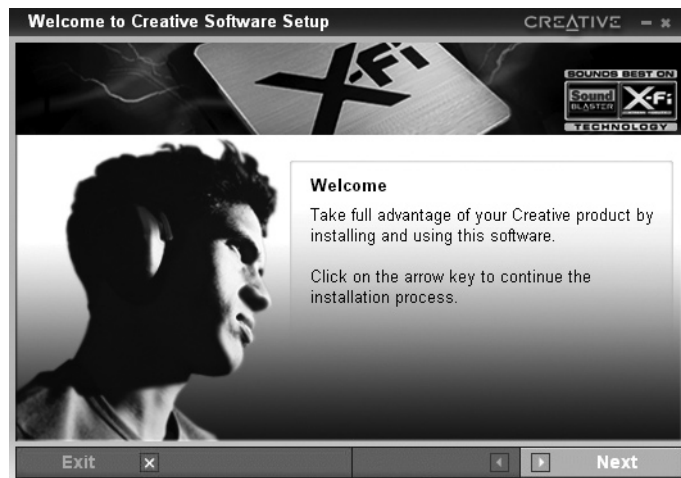 Welcome to Creative Software Setup
CREATIVE
X-Fi
SOUNDS BEST ON
Sound BLASTER
X-Fi
TECHNOLOGY
Welcome
Take full advantage of your Creative product by
installing and using this software.
Click on the arrow key to continue the
installation process.
Exit
Next